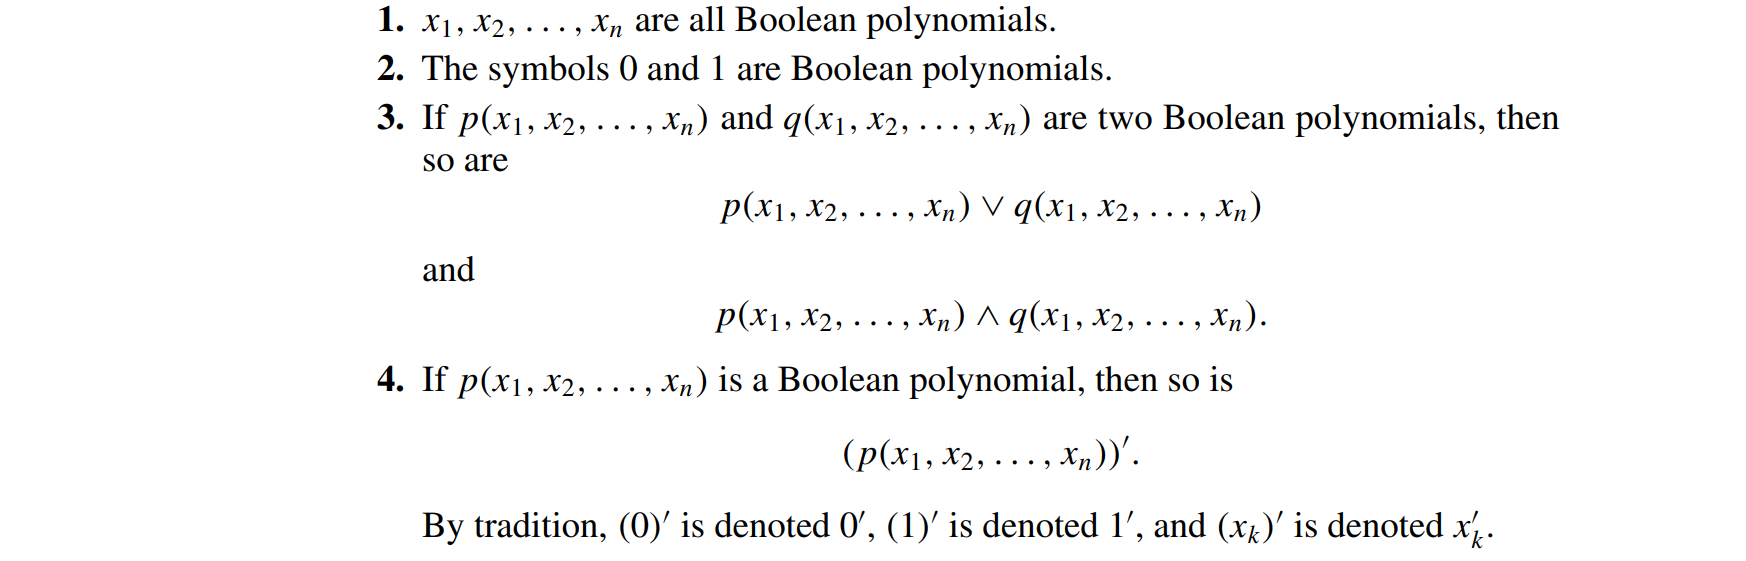 1. x₁, x₂, . . . , xₙ are all Boolean polynomials.
2. The symbols 0 and 1 are Boolean polynomials.
3. If p(x₁, x₂, . . . , xₙ) and q(x₁, x₂, . . . , xₙ) are two Boolean polynomials, then
so are
p(x₁, x₂, . . . , xₙ) ∨ q(x₁, x₂, . . . , xₙ)
and
p(x₁, x₂, . . . , xₙ) ∧ q(x₁, x₂, . . . , xₙ).
4. If p(x₁, x₂, . . . , xₙ) is a Boolean polynomial, then so is
(p(x₁, x₂, . . . , xₙ))′.
By tradition, (0)′ is denoted 0′, (1)′ is denoted 1′, and (xₖ)′ is denoted x′ₖ.